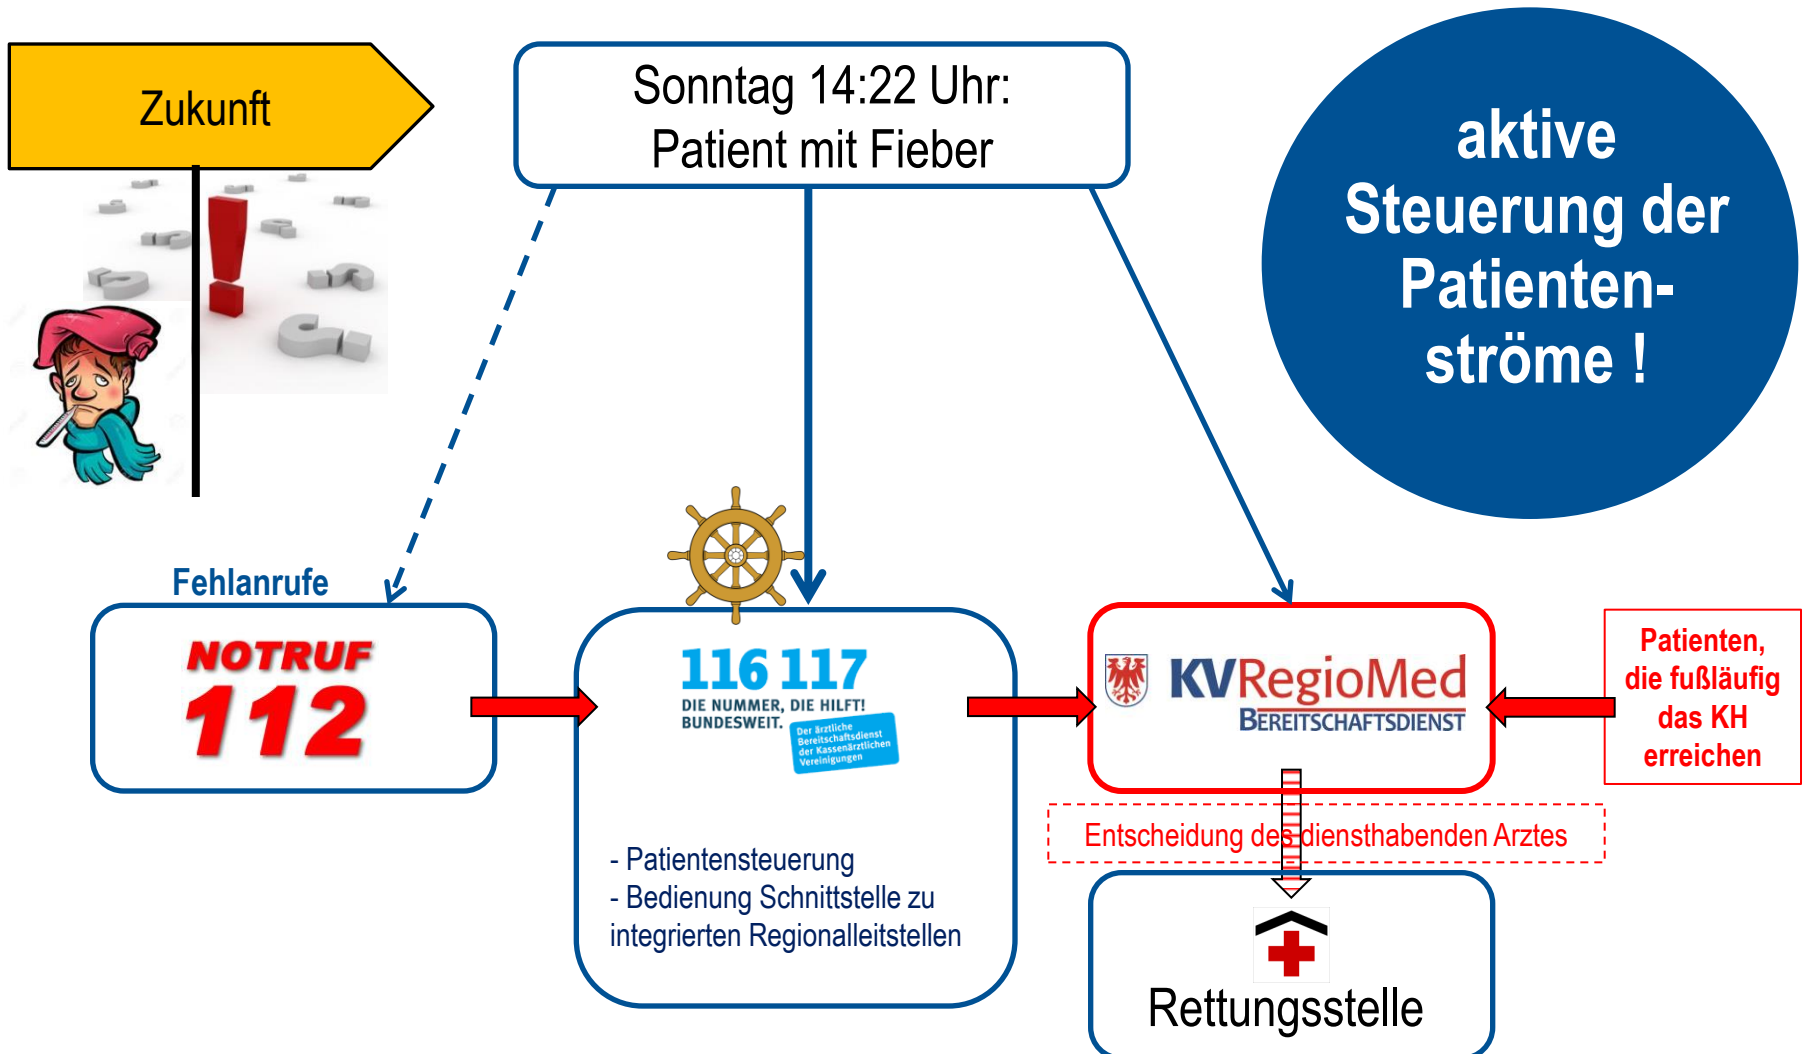 Zukunft
Sonntag 14:22 Uhr:
Patient mit Fieber
aktive
Steuerung der
Patienten-
ströme !
Fehlanrufe
NOTRUF
112
116 117
DIE NUMMER, DIE HILFT!
BUNDESWEIT.
Der ärztliche
Bereitschaftsdienst
der Kassenärztlichen
Vereinigungen
- Patientensteuerung
- Bedienung Schnittstelle zu
integrierten Regionalleitstellen
KVRegioMed
BEREITSCHAFTSDIENST
Patienten,
die fußläufig
das KH
erreichen
Entscheidung des diensthabenden Arztes
Rettungsstelle